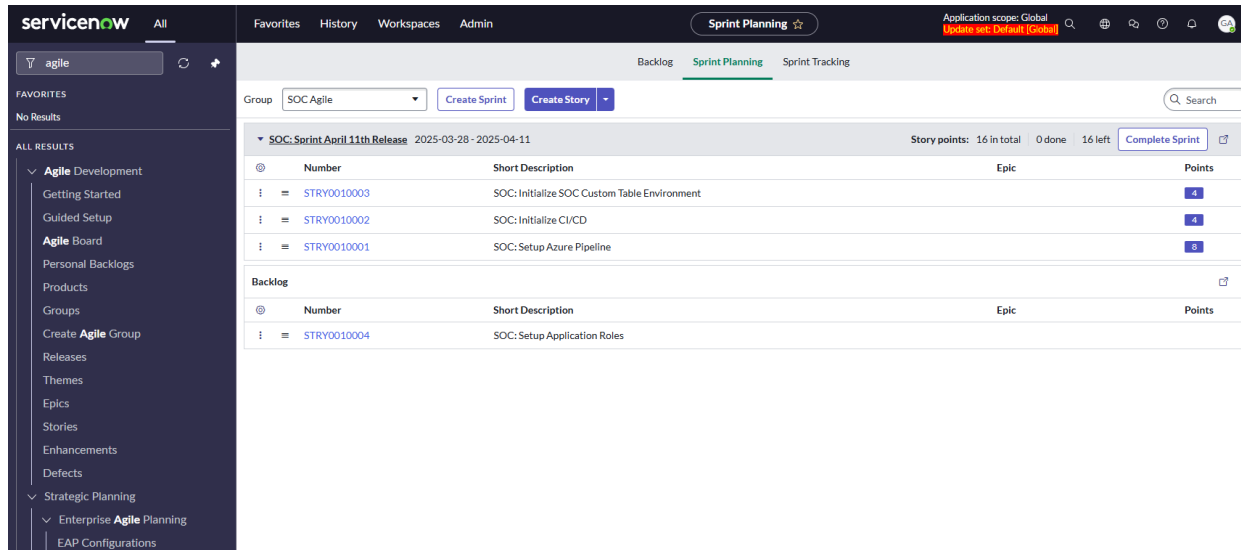 servicenow All Favorites History Workspaces Admin Sprint Planning ☆ Application scope: Global
Update set: Default [Global]
GA
agile
FAVORITES
No Results
ALL RESULTS
Agile Development
Getting Started
Guided Setup
Agile Board
Personal Backlogs
Products
Groups
Create Agile Group
Releases
Themes
Epics
Stories
Enhancements
Defects
Strategic Planning
Enterprise Agile Planning
EAP Configurations
Backlog Sprint Planning Sprint Tracking
Group SOC Agile Create Sprint Create Story Search
SOC: Sprint April 11th Release 2025-03-28 - 2025-04-11 Story points: 16 in total 0 done 16 left Complete Sprint
Number Short Description Epic Points
STRY0010003 SOC: Initialize SOC Custom Table Environment 4
STRY0010002 SOC: Initialize CI/CD 4
STRY0010001 SOC: Setup Azure Pipeline 8
Backlog
Number Short Description Epic Points
STRY0010004 SOC: Setup Application Roles